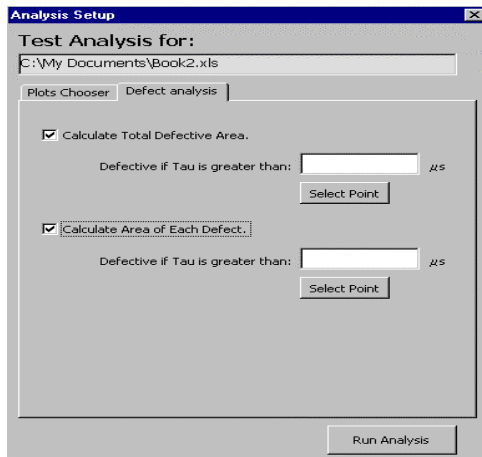 Analysis Setup
Test Analysis for:
C:\My Documents\Book2.xls
Plots Chooser Defect analysis
Calculate Total Defective Area.
Defective if Tau is greater than: µs
Select Point
Calculate Area of Each Defect.
Defective if Tau is greater than: µs
Select Point
Run Analysis